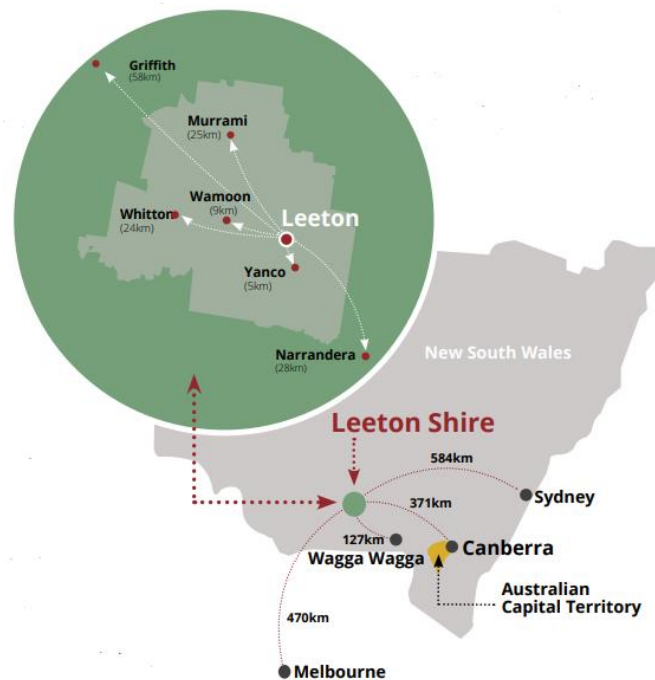 Griffith
(58km)
Murrami
(25km)
Wamoon
(9km)
Whitton
(24km)
Leeton
Yanco
(5km)
Narrandera
(28km)
New South Wales
Leeton Shire
584km
Sydney
371km
127km
Wagga Wagga
Canberra
Australian
Capital Territory
470km
Melbourne